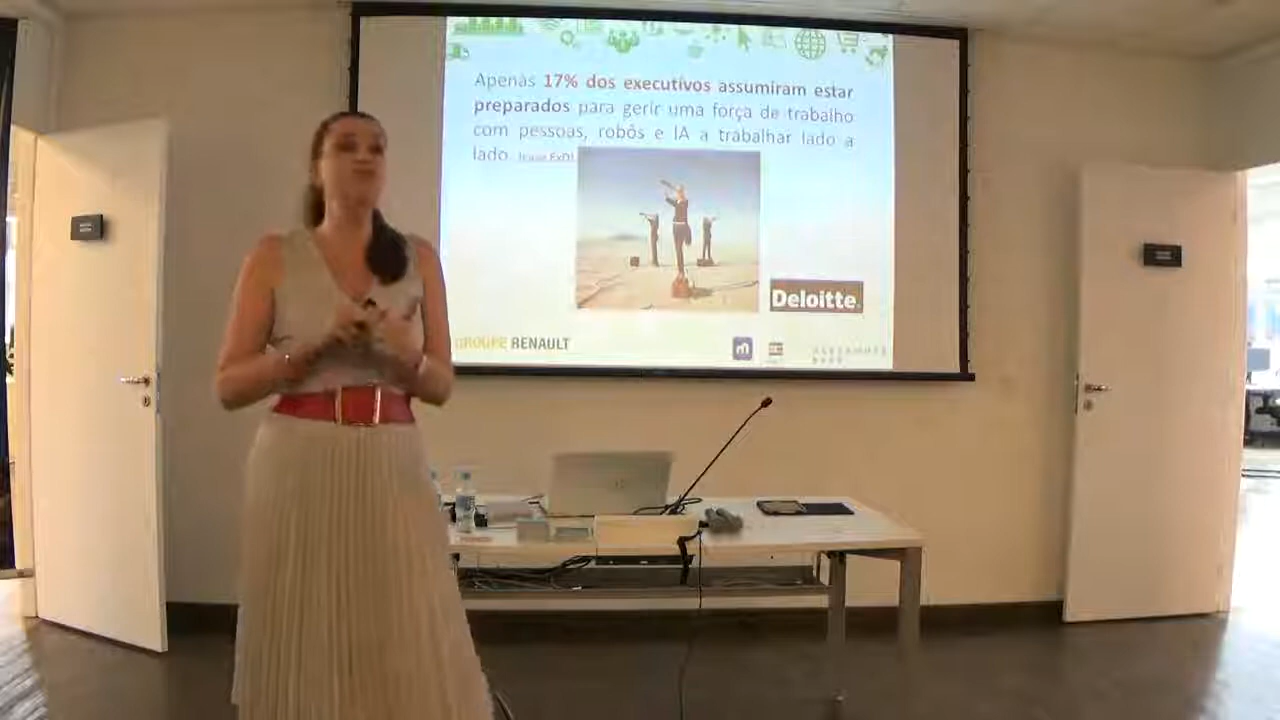 Apenas 17% dos executivos assumiram estar
preparados para gerir uma força de trabalho
com pessoas, robôs e IA a trabalhar lado a
lado.
Deloitte.
GROUPE RENAULT